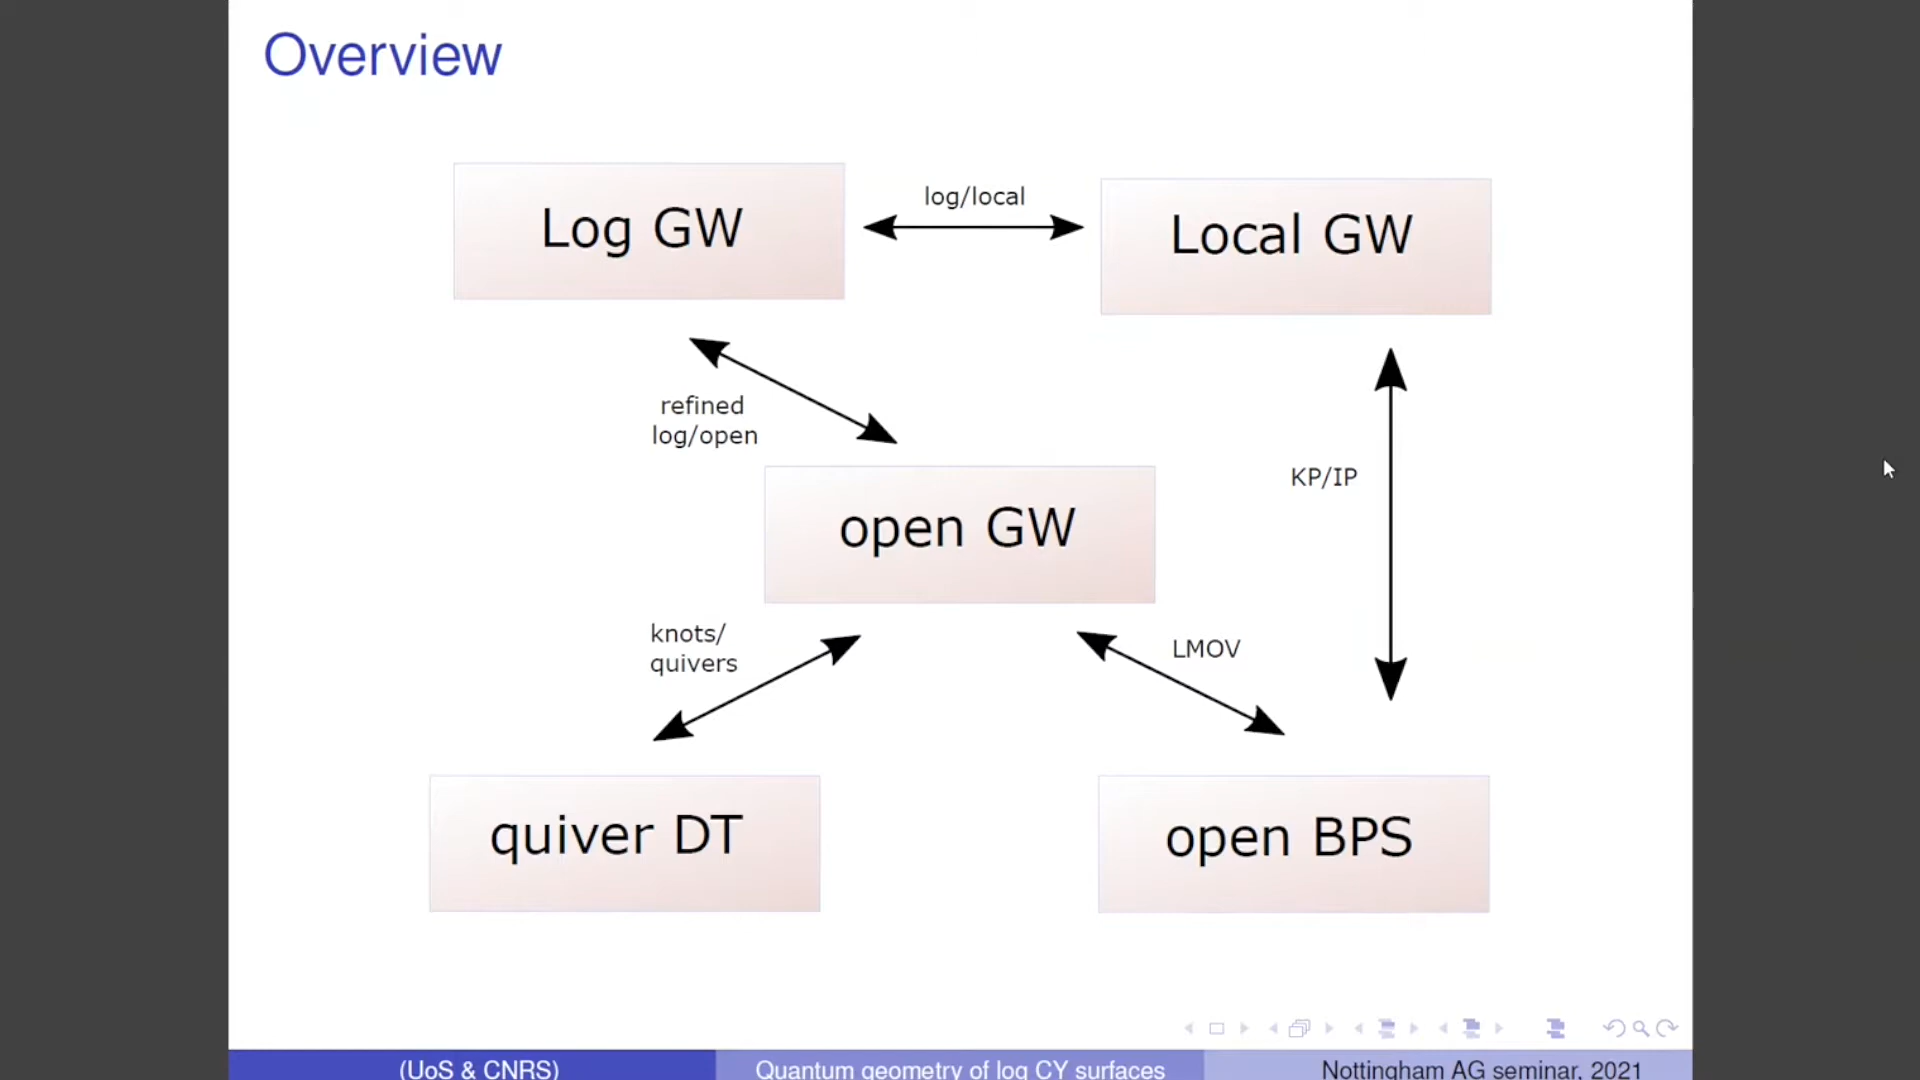 Overview
Log GW
log/local
Local GW
refined
log/open
KP/IP
open GW
knots/
quivers
LMOV
quiver DT
open BPS
(UoS & CNRS)
Quantum geometry of log CY surfaces
Nottingham AG seminar, 2021